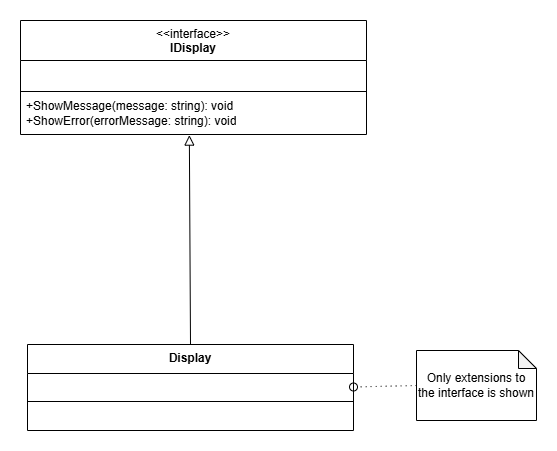 <<interface>>
IDisplay
+ShowMessage(message: string): void
+ShowError(errorMessage: string): void
Display
Only extensions to
the interface is shown